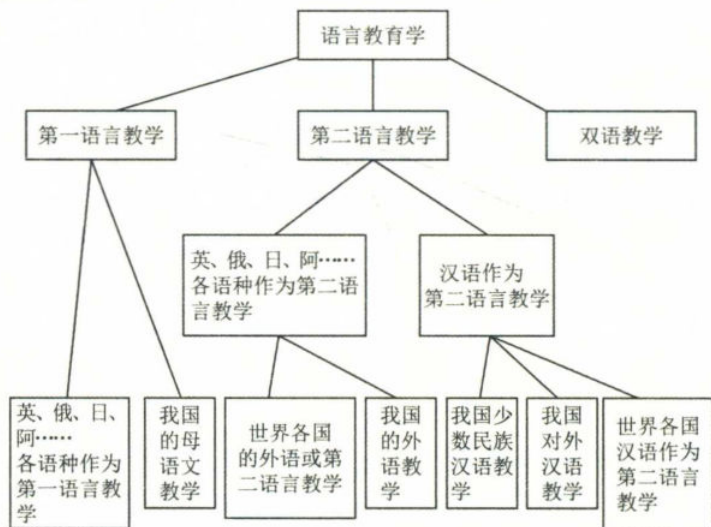 语言教育学
第一语言教学
第二语言教学
双语教学
英、俄、日、阿……
各语种作为第二语
言教学
汉语作为
第二语言教学
英、俄、日、
阿……
各语种作为
第一语言教
学
我国
的母
语文
教学
世界各国
的外语或第
二语言教学
我国
的外
语教
学
我国少
数民族
汉语教
学
我国
对外
汉语
教学
世界各国
汉语作为
第二语言
教学